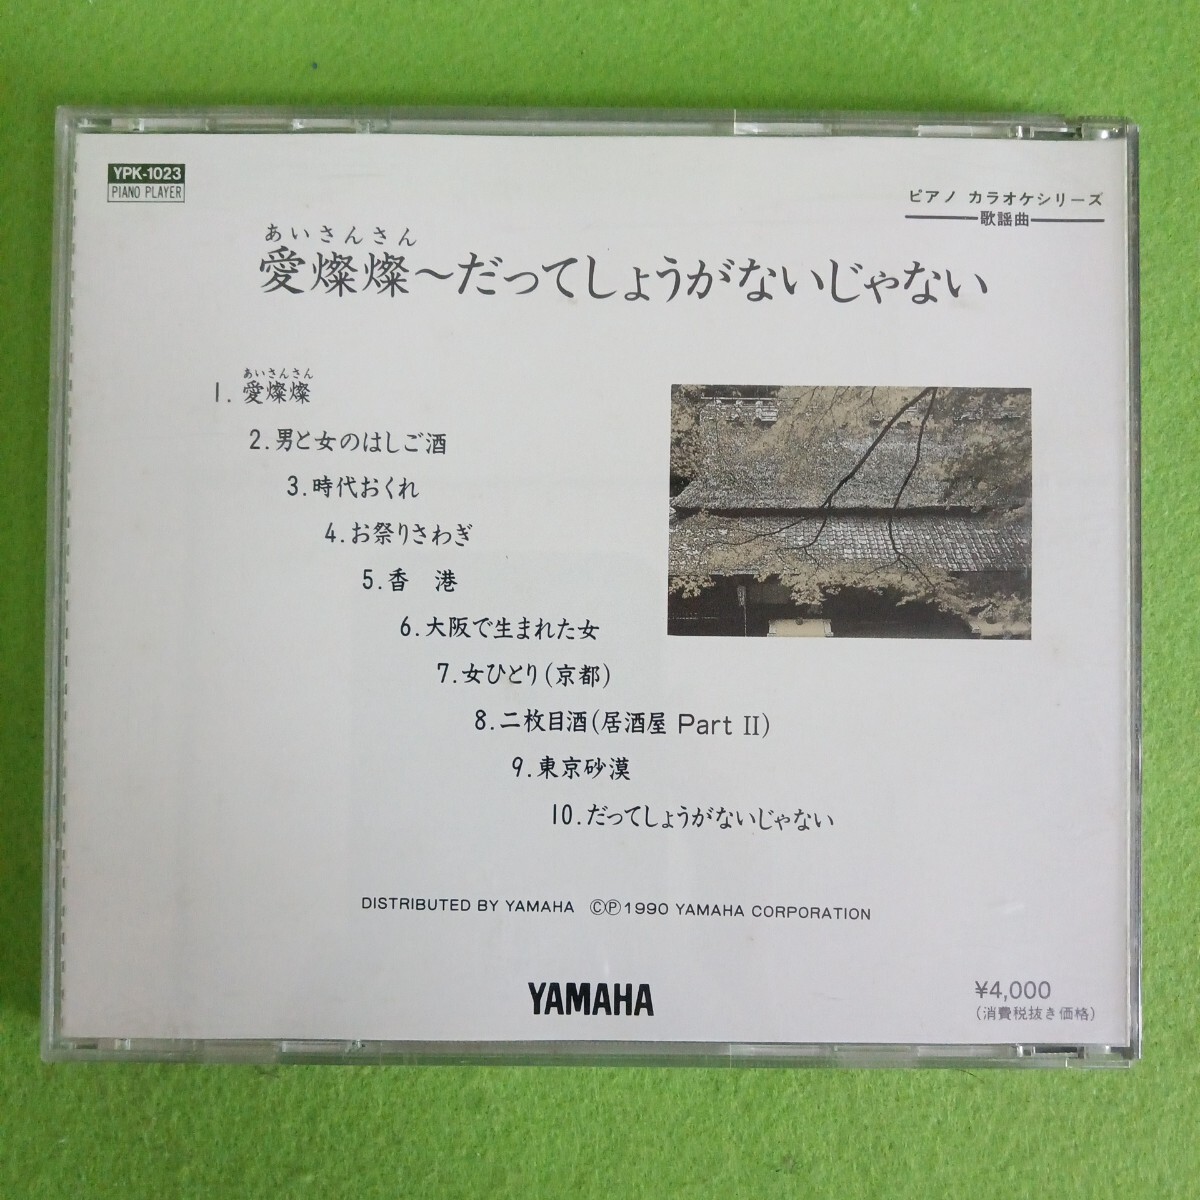 YPK-1023
PIANO PLAYER
ピアノ カラオケシリーズ
歌謡曲
あいさんさん
愛燦燦〜だってしょうがないじゃない
あいさんさん
1. 愛燦燦
2. 男と女のはしご酒
3. 時代おくれ
4. お祭りさわぎ
5. 香 港
6. 大阪で生まれた女
7. 女ひとり(京都)
8. 二枚目酒(居酒屋 Part II)
9. 東京砂漠
10. だってしょうがないじゃない
DISTRIBUTED BY YAMAHA ©℗1990 YAMAHA CORPORATION
YAMAHA
¥4,000
(消費税抜き価格)